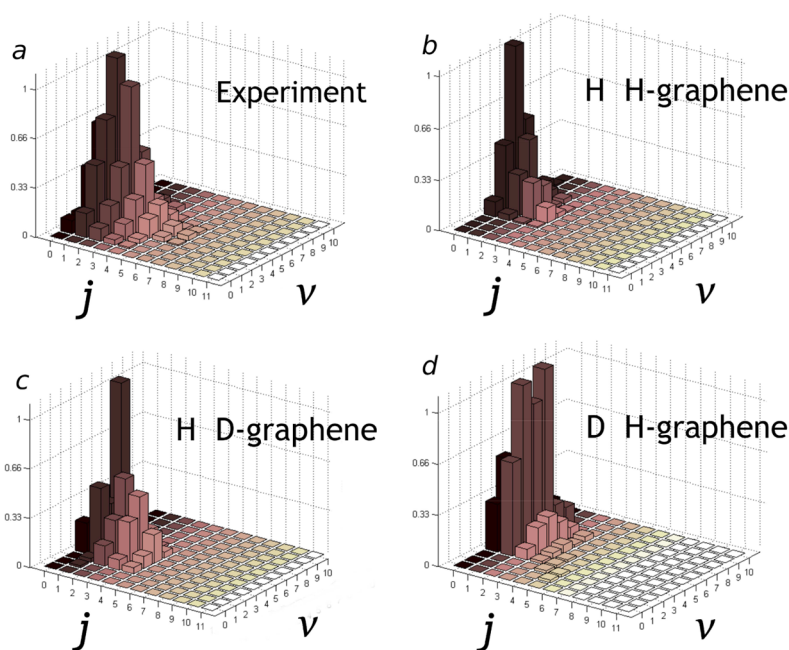 a
Experiment
1
0.66
0.33
0
0 1 2 3 4 5 6 7 8 9 10 11
0 1 2 3 4 5 6 7 8 9 10
j
ν
b
H H-graphene
1
0.66
0.33
0
0 1 2 3 4 5 6 7 8 9 10 11
0 1 2 3 4 5 6 7 8 9 10
j
ν
c
H D-graphene
1
0.66
0.33
0
0 1 2 3 4 5 6 7 8 9 10 11
0 1 2 3 4 5 6 7 8 9 10
j
ν
d
D H-graphene
1
0.66
0.33
0
0 1 2 3 4 5 6 7 8 9 10 11
0 1 2 3 4 5 6 7 8 9 10
j
ν